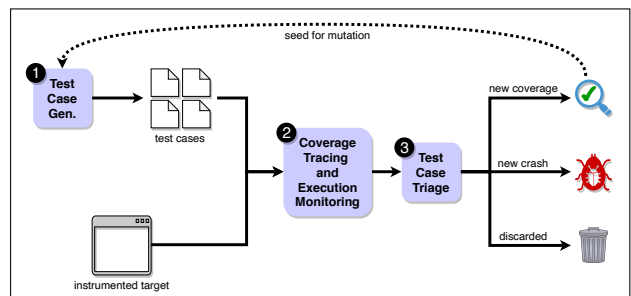 seed for mutation
1
Test
Case
Gen.
test cases
instrumented target
2
Coverage
Tracing
and
Execution
Monitoring
3
Test
Case
Triage
new coverage
new crash
discarded